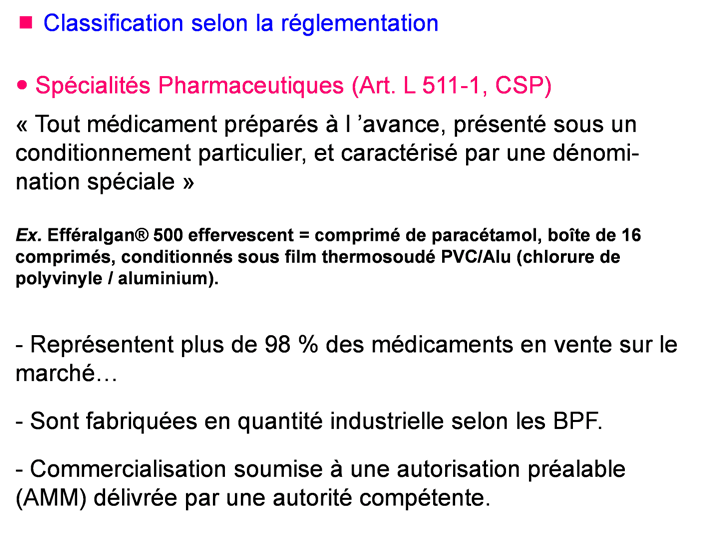 ■ Classification selon la réglementation
• Spécialités Pharmaceutiques (Art. L 511-1, CSP)
« Tout médicament préparés à l ’avance, présenté sous un
conditionnement particulier, et caractérisé par une dénomi-
nation spéciale »
Ex. Efféralgan® 500 effervescent = comprimé de paracétamol, boîte de 16
comprimés, conditionnés sous film thermosoudé PVC/Alu (chlorure de
polyvinyle / aluminium).
- Représentent plus de 98 % des médicaments en vente sur le
marché…
- Sont fabriquées en quantité industrielle selon les BPF.
- Commercialisation soumise à une autorisation préalable
(AMM) délivrée par une autorité compétente.